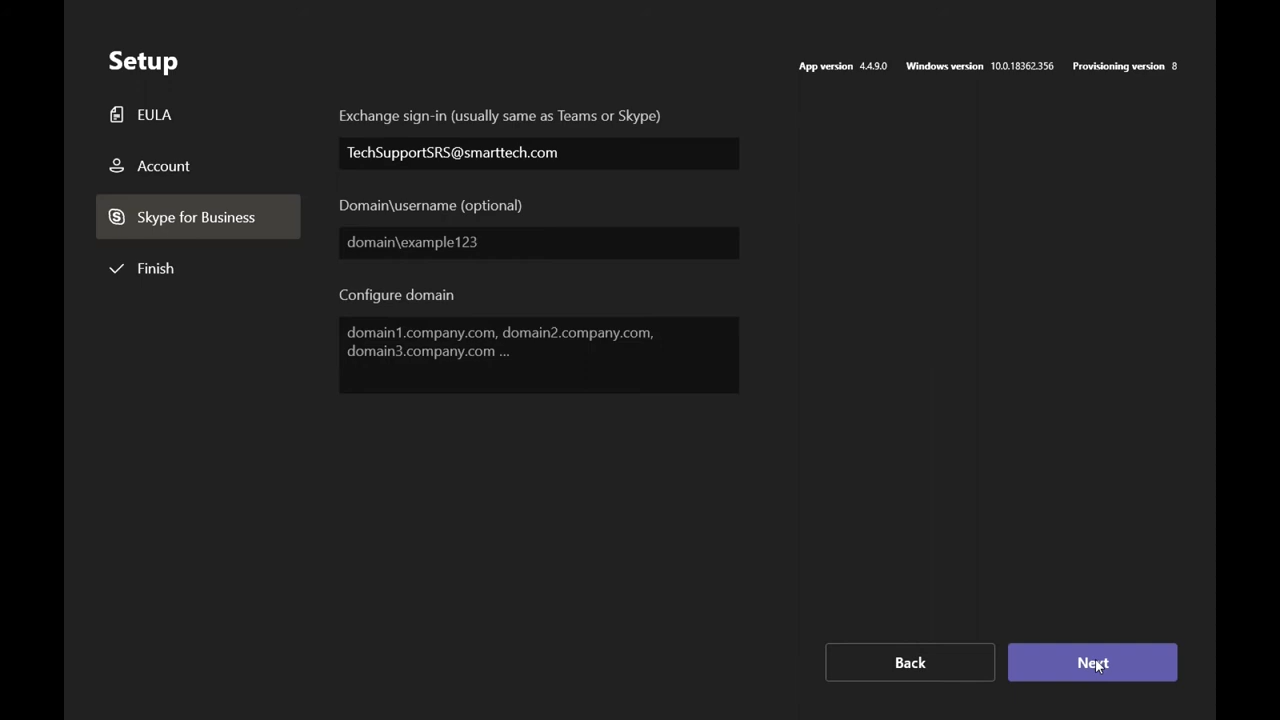 Setup
App version 4.4.9.0 Windows version 10.0.18362.356 Provisioning version 8
EULA
Account
Skype for Business
Finish
Exchange sign-in (usually same as Teams or Skype)
TechSupportSRS@smarttech.com
Domain\username (optional)
domain\example123
Configure domain
domain1.company.com, domain2.company.com,
domain3.company.com ...
Back
Next